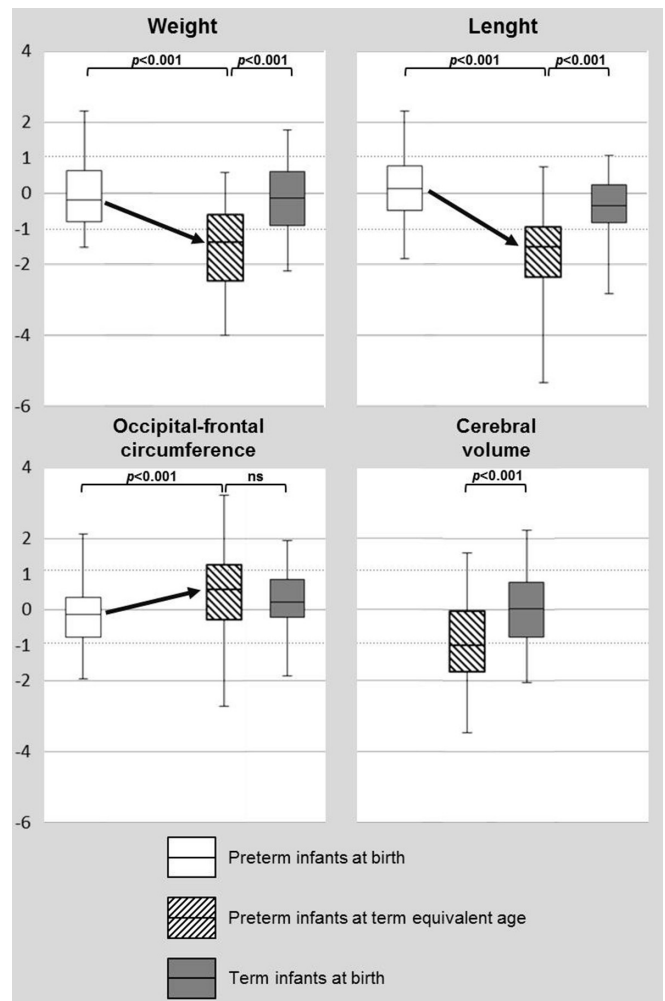 Weight
Lenght
p<0.001 p<0.001
p<0.001 p<0.001
2
1
0
-1
-2
-4
-6
Occipital-frontal
circumference
Cerebral
volume
4
p<0.001 ns
p<0.001
2
1
0
-1
-2
-4
-6
Preterm infants at birth
Preterm infants at term equivalent age
Term infants at birth